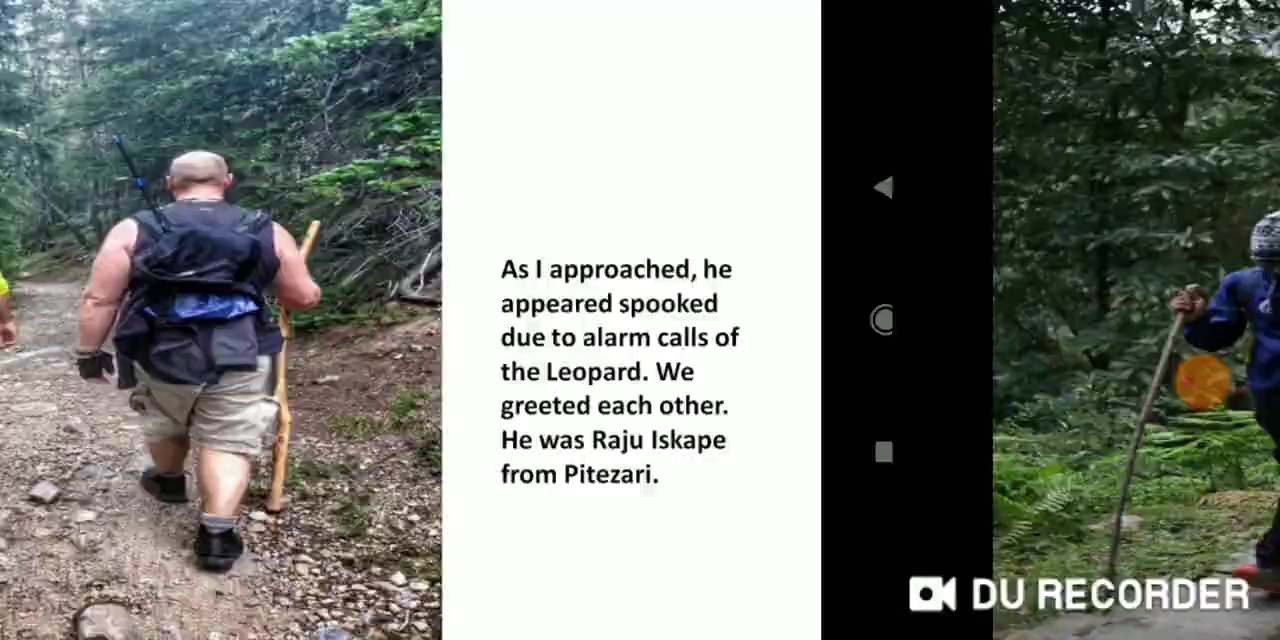 As I approached, he
appeared spooked
due to alarm calls of
the Leopard. We
greeted each other.
He was Raju Iskape
from Pitezari.
DU RECORDER